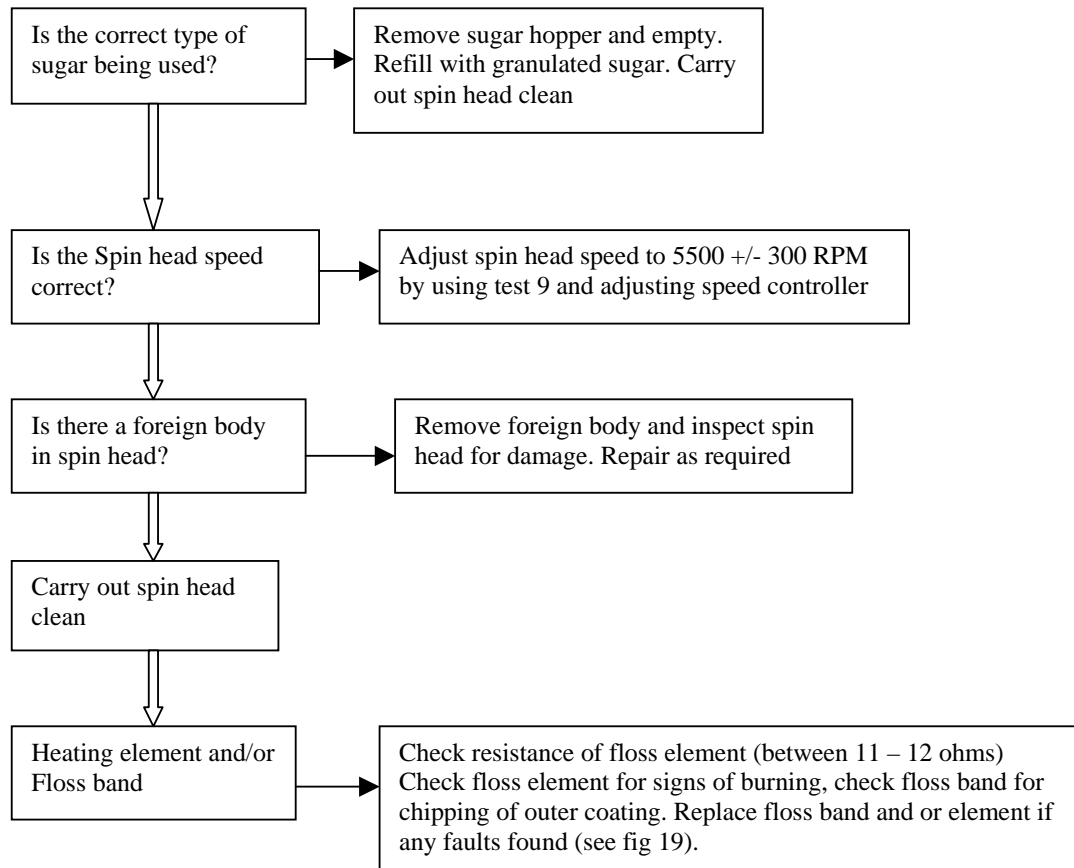 Is the correct type of
sugar being used?
Remove sugar hopper and empty.
Refill with granulated sugar. Carry
out spin head clean
Is the Spin head speed
correct?
Adjust spin head speed to 5500 +/- 300 RPM
by using test 9 and adjusting speed controller
Is there a foreign body
in spin head?
Remove foreign body and inspect spin
head for damage. Repair as required
Carry out spin head
clean
Heating element and/or
Floss band
Check resistance of floss element (between 11 – 12 ohms)
Check floss element for signs of burning, check floss band for
chipping of outer coating. Replace floss band and or element if
any faults found (see fig 19).